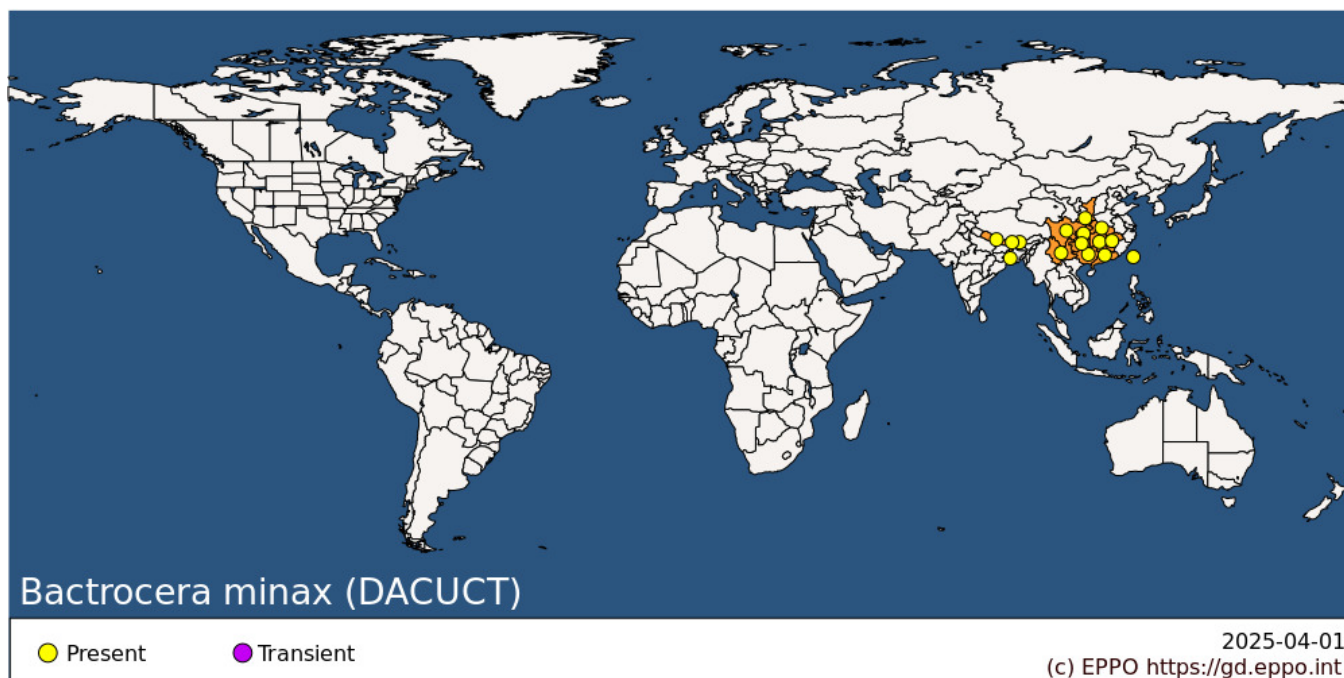 Bactrocera minax (DACUCT)
Present
Transient
2025-04-01
(c) EPPO https://gd.eppo.int